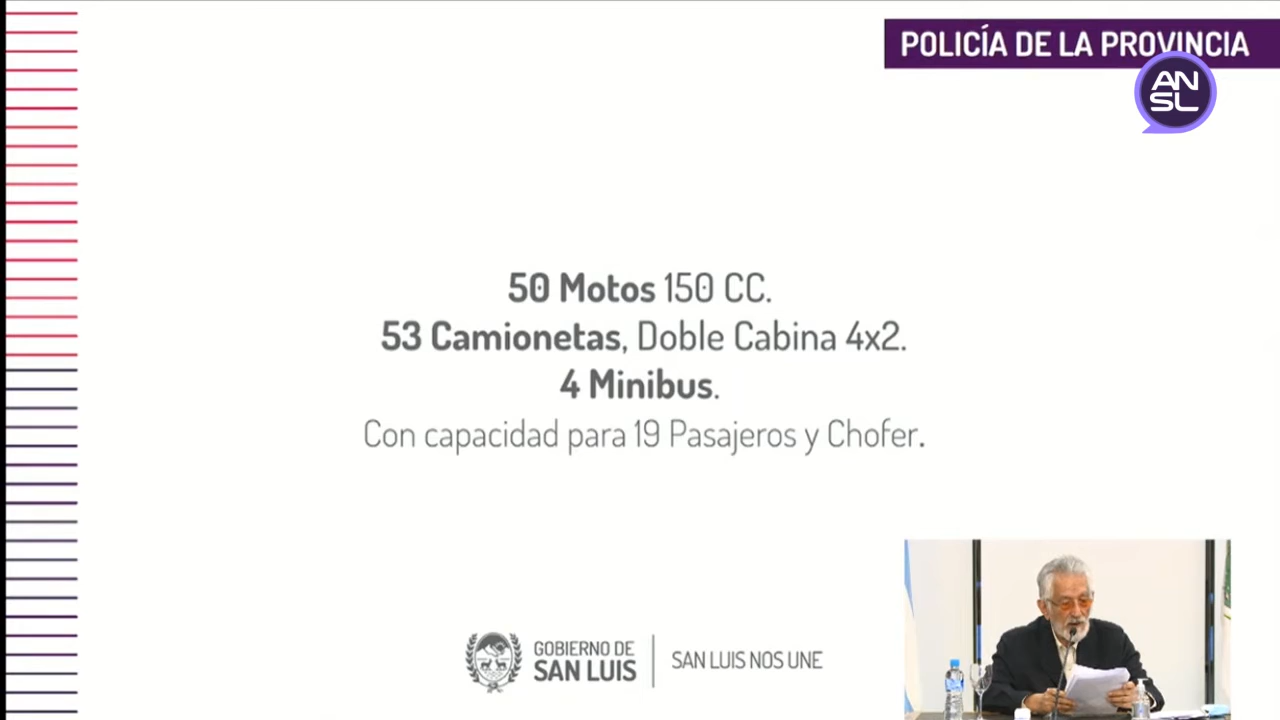 POLICÍA DE LA PROVINCIA
AN
SL
50 Motos 150 CC.
53 Camionetas, Doble Cabina 4x2.
4 Minibus.
Con capacidad para 19 Pasajeros y Chofer.
GOBIERNO DE
SAN LUIS
SAN LUIS NOS UNE